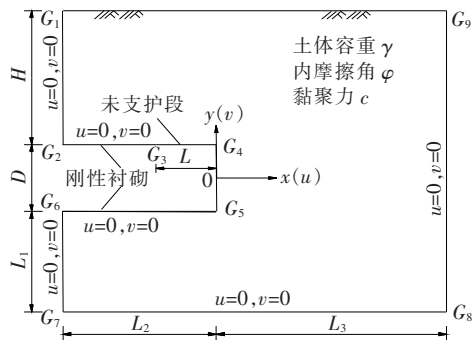 G₁
G₉
u=0,v=0
H
土体容重 γ
内摩擦角 φ
黏聚力 c
未支护段
u=0,v=0
y(v)
G₂
G₃
L
G₄
D
刚性衬砌
0
x(u)
u=0,v=0
G₆
G₅
u=0,v=0
L₁
u=0,v=0
u=0,v=0
G₇
G₈
L₂
L₃